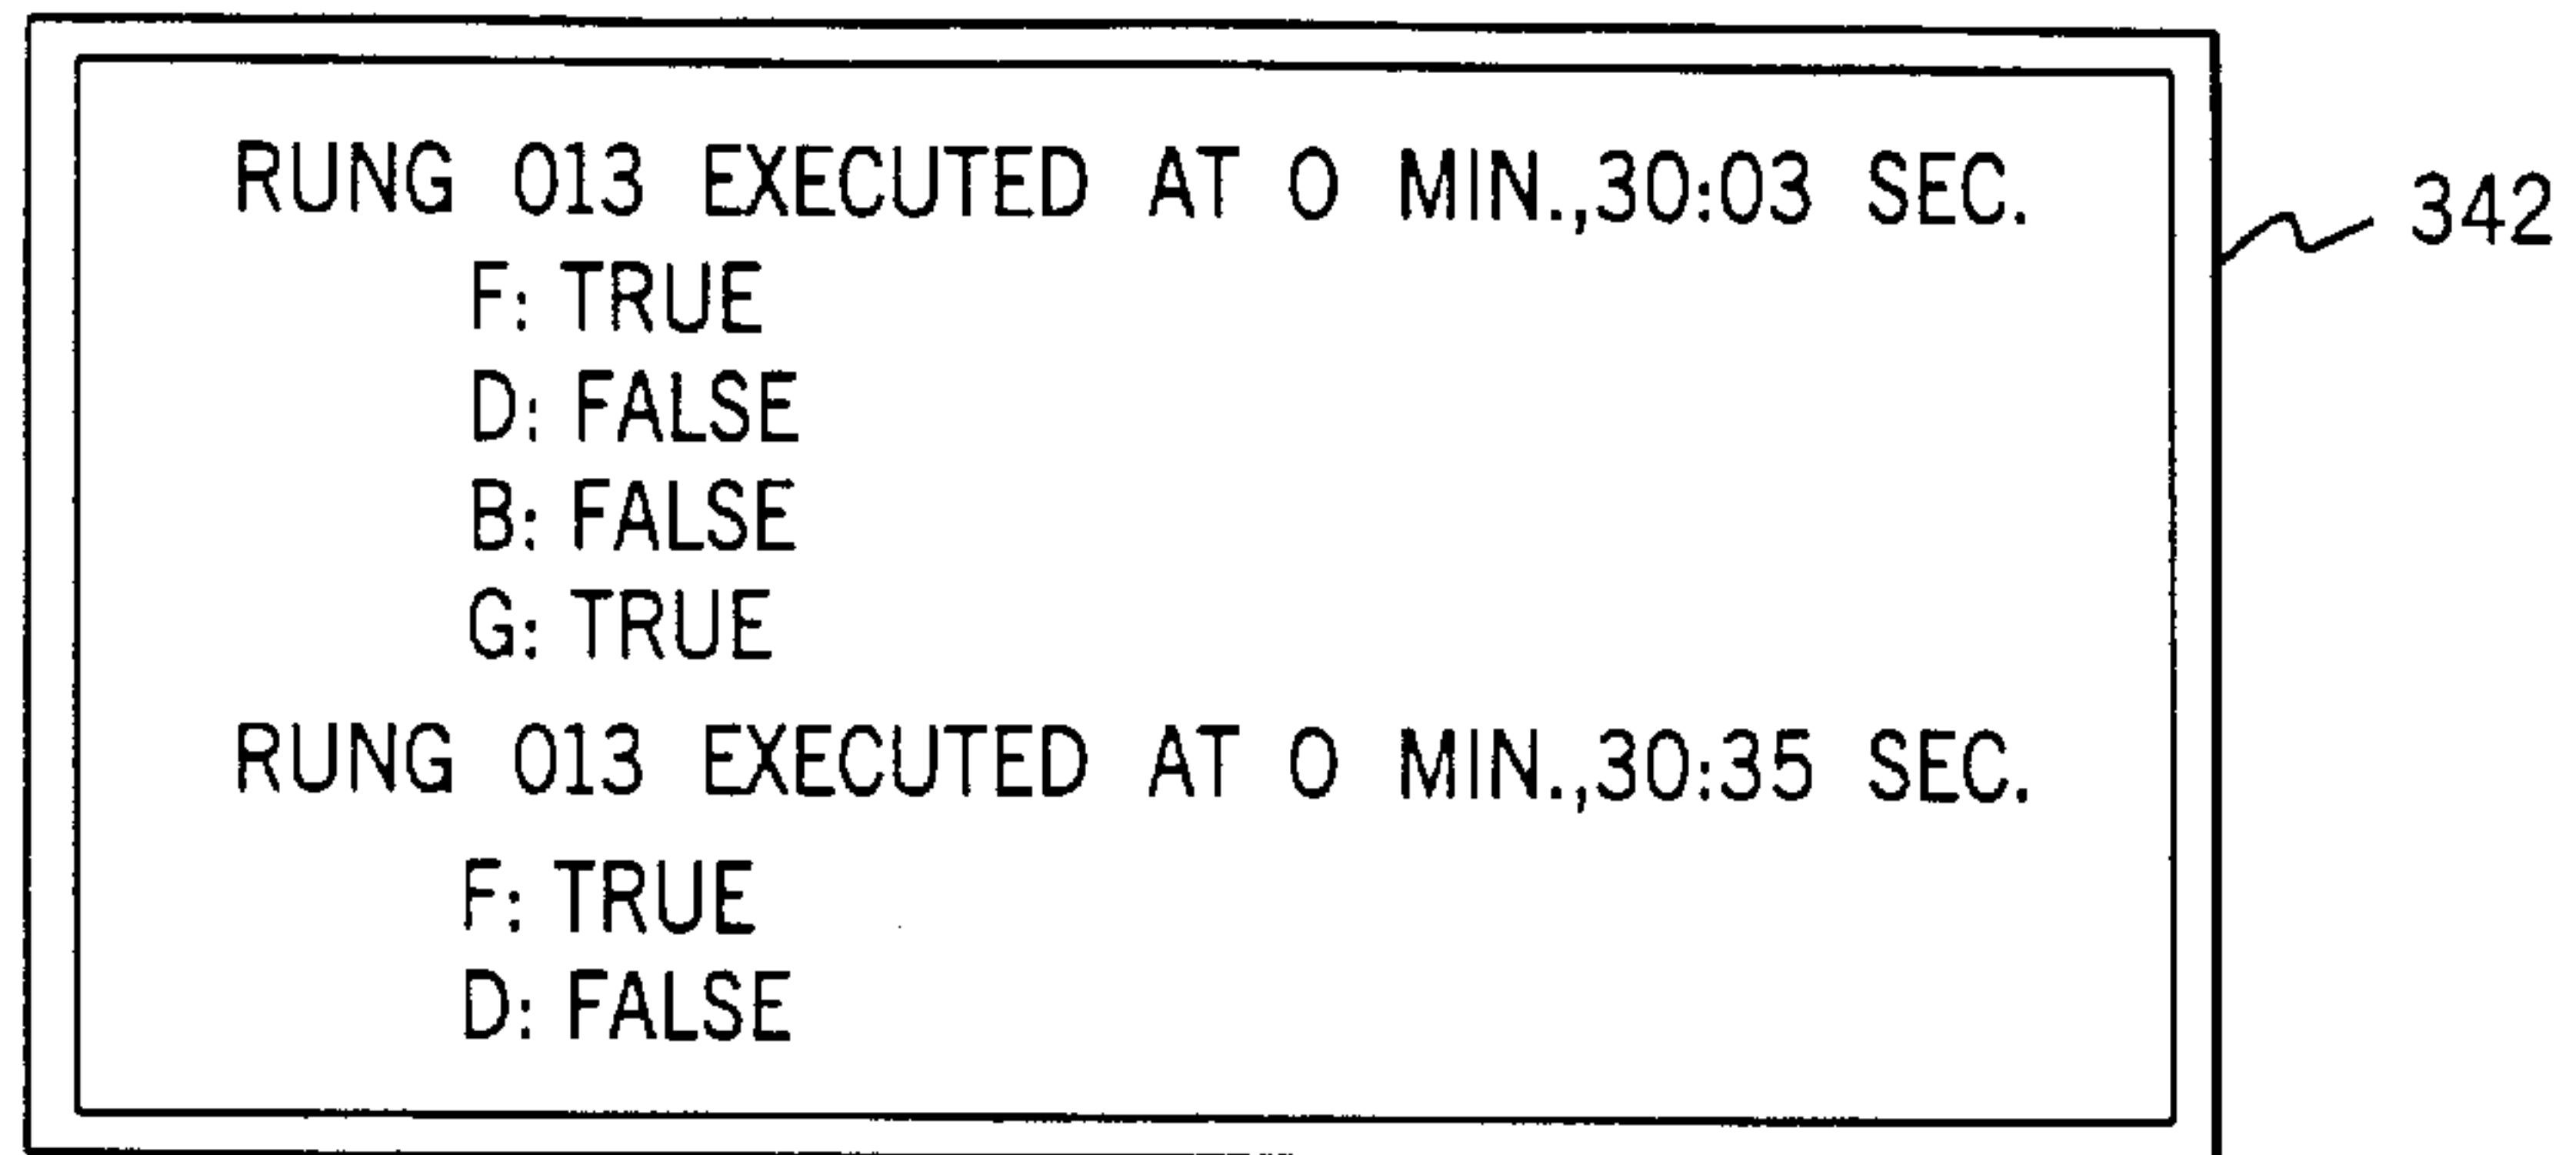 RUNG 013 EXECUTED AT 0 MIN.,30:03 SEC.
342
F: TRUE
D: FALSE
B: FALSE
G: TRUE
RUNG 013 EXECUTED AT 0 MIN.,30:35 SEC.
F: TRUE
D: FALSE